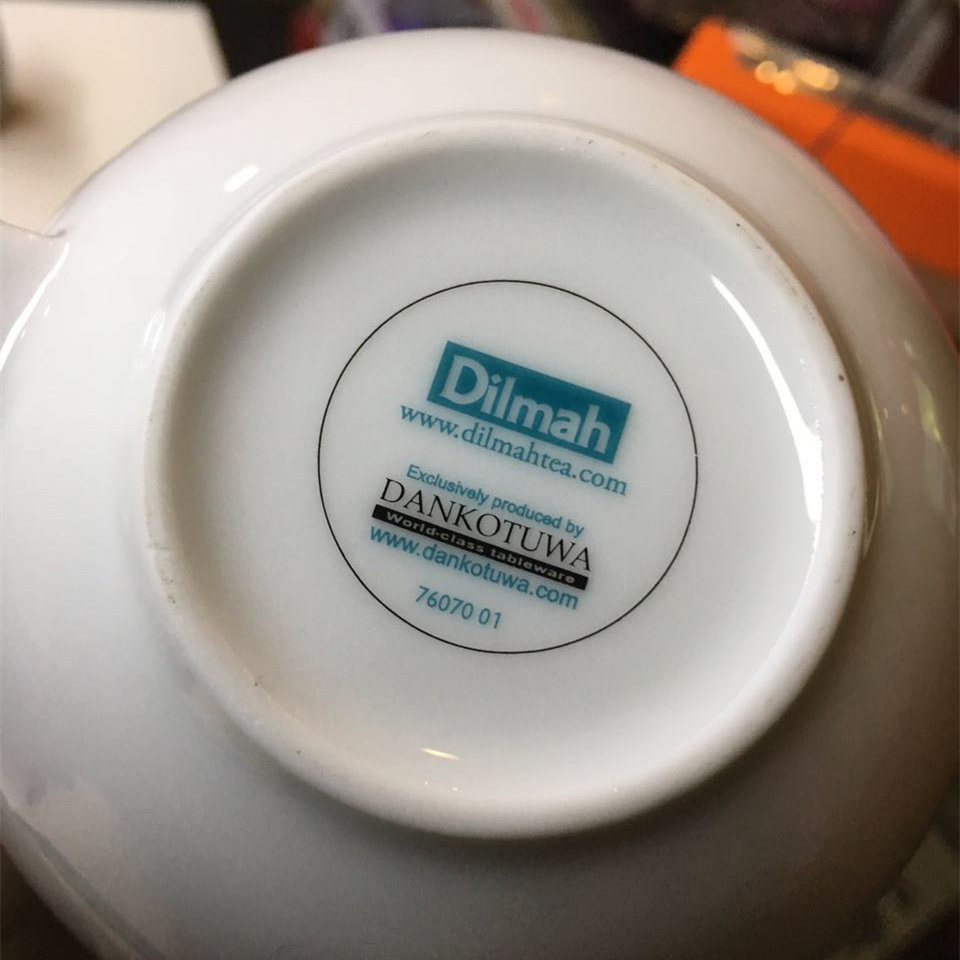 Dilmah
www.dilmahtea.com
Exclusively produced by
DANKOTUWA
World-class tableware
www.dankotuwa.com
76070 01